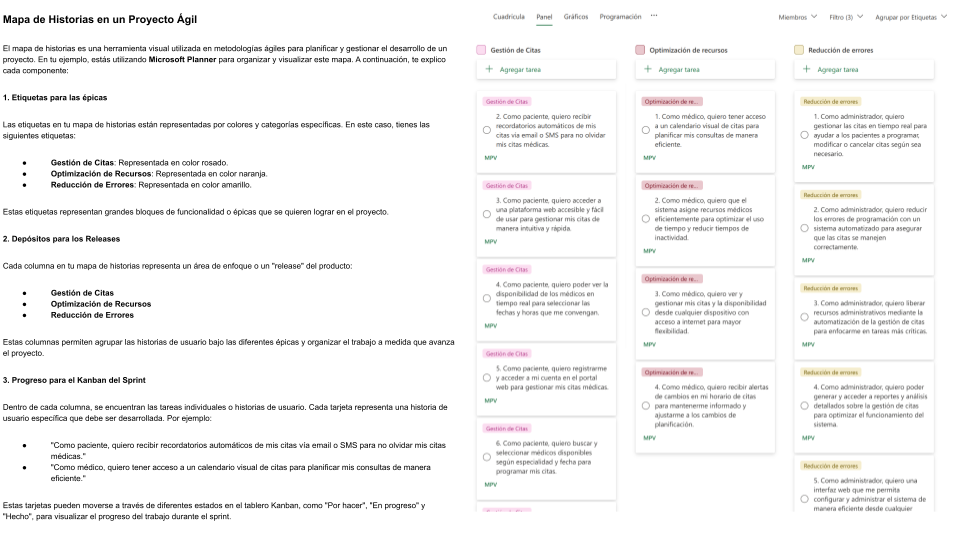 Mapa de Historias en un Proyecto Ágil
El mapa de historias es una herramienta visual utilizada en metodologías ágiles para planificar y gestionar el desarrollo de un
proyecto. En tu ejemplo, estás utilizando Microsoft Planner para organizar y visualizar este mapa. A continuación, te explico
cada componente:
1. Etiquetas para las épicas
Las etiquetas en tu mapa de historias están representadas por colores y categorías específicas. En este caso, tienes las
siguientes etiquetas:
● Gestión de Citas: Representada en color rosado.
● Optimización de Recursos: Representada en color naranja.
● Reducción de Errores: Representada en color amarillo.
Estas etiquetas representan grandes bloques de funcionalidad o épicas que se quieren lograr en el proyecto.
2. Depósitos para los Releases
Cada columna en tu mapa de historias representa un área de enfoque o un "release" del producto:
● Gestión de Citas
● Optimización de Recursos
● Reducción de Errores
Estas columnas permiten agrupar las historias de usuario bajo las diferentes épicas y organizar el trabajo a medida que avanza
el proyecto.
3. Progreso para el Kanban del Sprint
Dentro de cada columna, se encuentran las tareas individuales o historias de usuario. Cada tarjeta representa una historia de
usuario específica que debe ser desarrollada. Por ejemplo:
● "Como paciente, quiero recibir recordatorios automáticos de mis citas vía email o SMS para no olvidar mis citas
médicas."
● "Como médico, quiero tener acceso a un calendario visual de citas para planificar mis consultas de manera
eficiente."
Estas tarjetas pueden moverse a través de diferentes estados en el tablero Kanban, como "Por hacer", "En progreso" y
"Hecho", para visualizar el progreso del trabajo durante el sprint.
Cuadrícula Panel Gráficos Programación ··· Miembros Filtro (3) Agrupar por Etiquetas
Gestión de Citas
+ Agregar tarea
Gestión de Citas
2. Como paciente, quiero recibir
recordatorios automáticos de mis
citas vía email o SMS para no olvidar
mis citas médicas.
MPV
Gestión de Citas
3. Como paciente, quiero acceder a
una plataforma web accesible y fácil
de usar para gestionar mis citas de
manera intuitiva y rápida.
MPV
Gestión de Citas
4. Como paciente, quiero poder ver la
disponibilidad de los médicos en
tiempo real para seleccionar las
fechas y horas que me convengan.
MPV
Gestión de Citas
5. Como paciente, quiero registrarme
y acceder a mi cuenta en el portal
web para gestionar mis citas médicas.
MPV
Gestión de Citas
6. Como paciente, quiero buscar y
seleccionar médicos disponibles
según especialidad y fecha para
programar mis citas.
MPV
Optimización de recursos
+ Agregar tarea
Optimización de re...
1. Como médico, quiero tener acceso
a un calendario visual de citas para
planificar mis consultas de manera
eficiente.
MPV
Optimización de re...
2. Como médico, quiero que el
sistema asigne recursos médicos
eficientemente para optimizar el uso
de tiempo y reducir tiempos de
inactividad.
MPV
Optimización de re...
3. Como médico, quiero ver y
gestionar mis citas y la disponibilidad
desde cualquier dispositivo con
acceso a internet para mayor
flexibilidad.
MPV
Optimización de re...
4. Como médico, quiero recibir alertas
de cambios en mi horario de citas
para mantenerme informado y
ajustarme a los cambios de
planificación.
MPV
Reducción de errores
+ Agregar tarea
Reducción de errores
1. Como administrador, quiero
gestionar las citas en tiempo real para
ayudar a los pacientes a programar,
modificar o cancelar citas según sea
necesario.
MPV
Reducción de errores
2. Como administrador, quiero reducir
los errores de programación con un
sistema automatizado para asegurar
que las citas se manejen
correctamente.
MPV
Reducción de errores
3. Como administrador, quiero liberar
recursos administrativos mediante la
automatización de la gestión de citas
para enfocarme en tareas más críticas.
MPV
Reducción de errores
4. Como administrador, quiero poder
generar y acceder a reportes y análisis
detallados sobre la gestión de citas
para optimizar el funcionamiento del
sistema.
MPV
Reducción de errores
5. Como administrador, quiero una
interfaz web que me permita
configurar y administrar el sistema de
manera eficiente desde cualquier